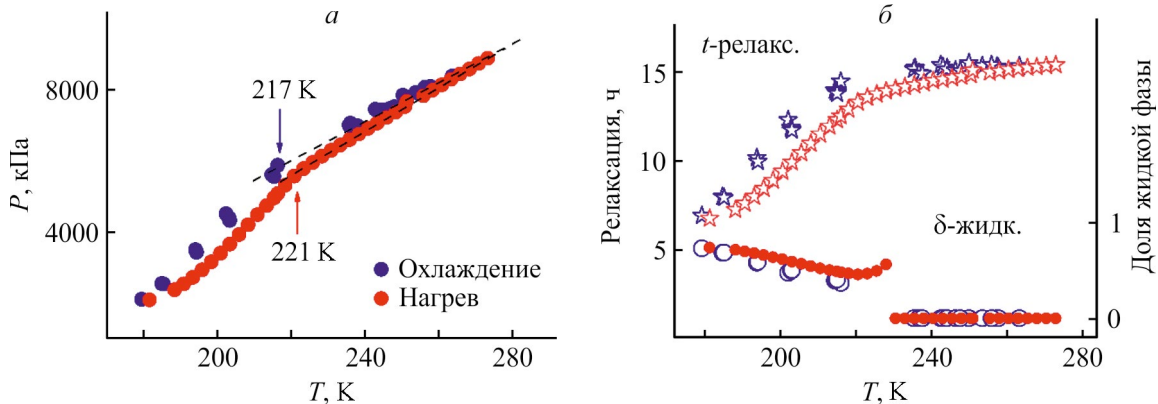 а
8000
4000
P, кПа
217 K
221 K
Охлаждение
Нагрев
200
240
280
T, K
б
t-релакс.
15
10
5
0
Релаксация, ч
δ-жидк.
1
0
Доля жидкой фазы
200
240
280
T, K